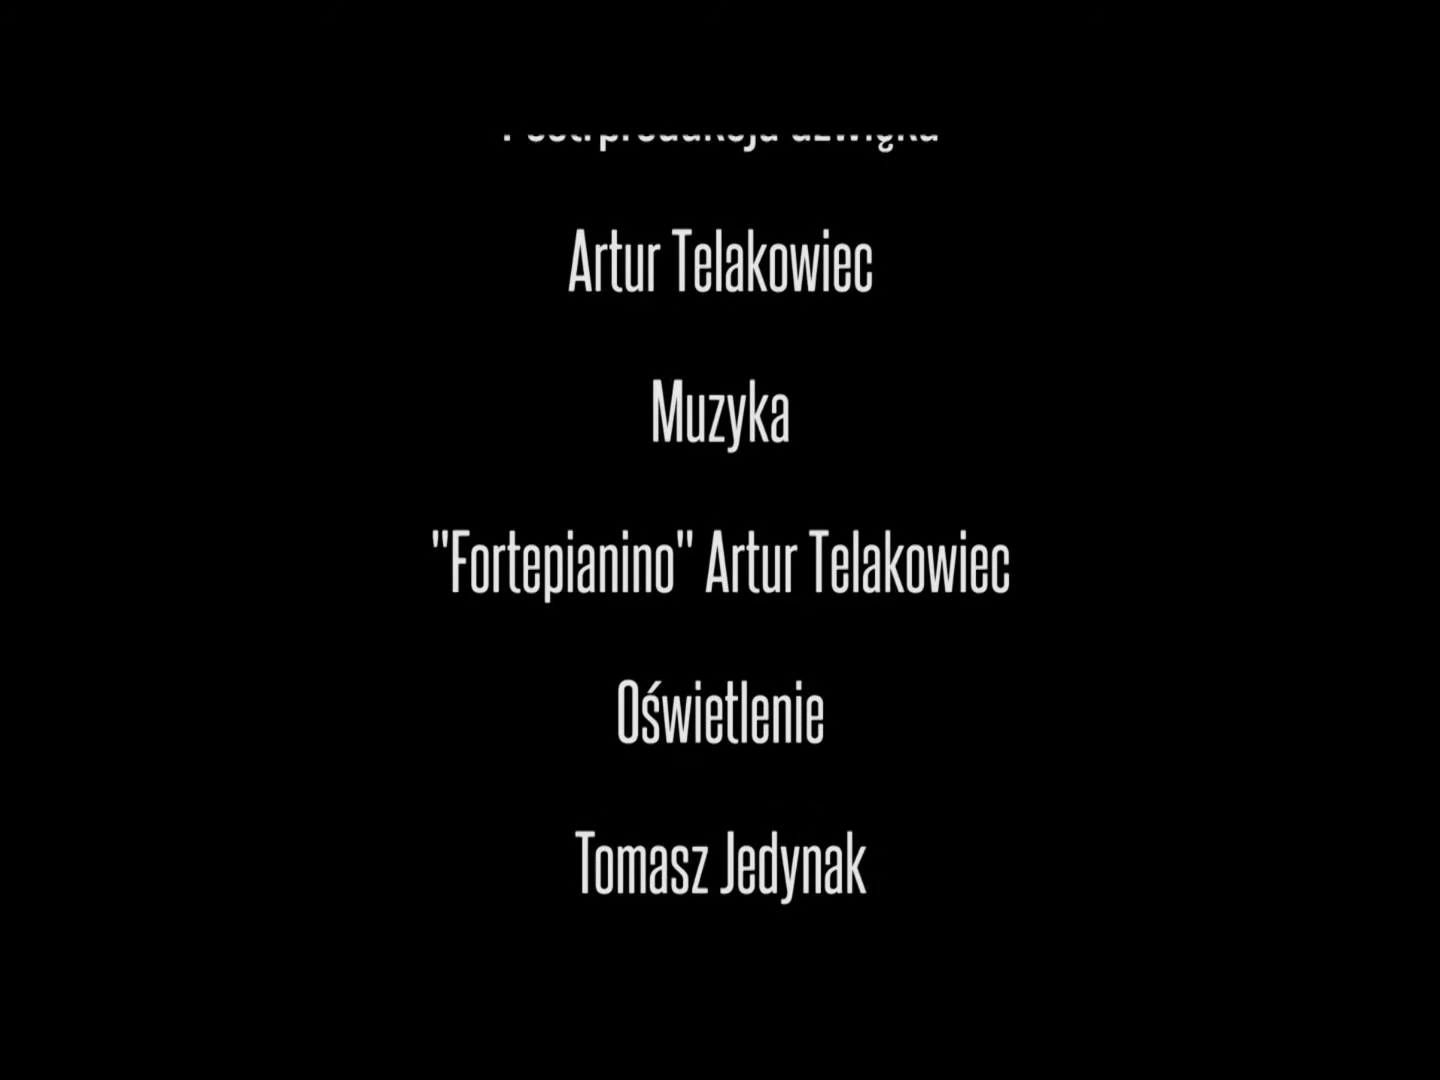 Artur Telakowiec
Muzyka
"Fortepianino" Artur Telakowiec
Oświetlenie
Tomasz Jedynak